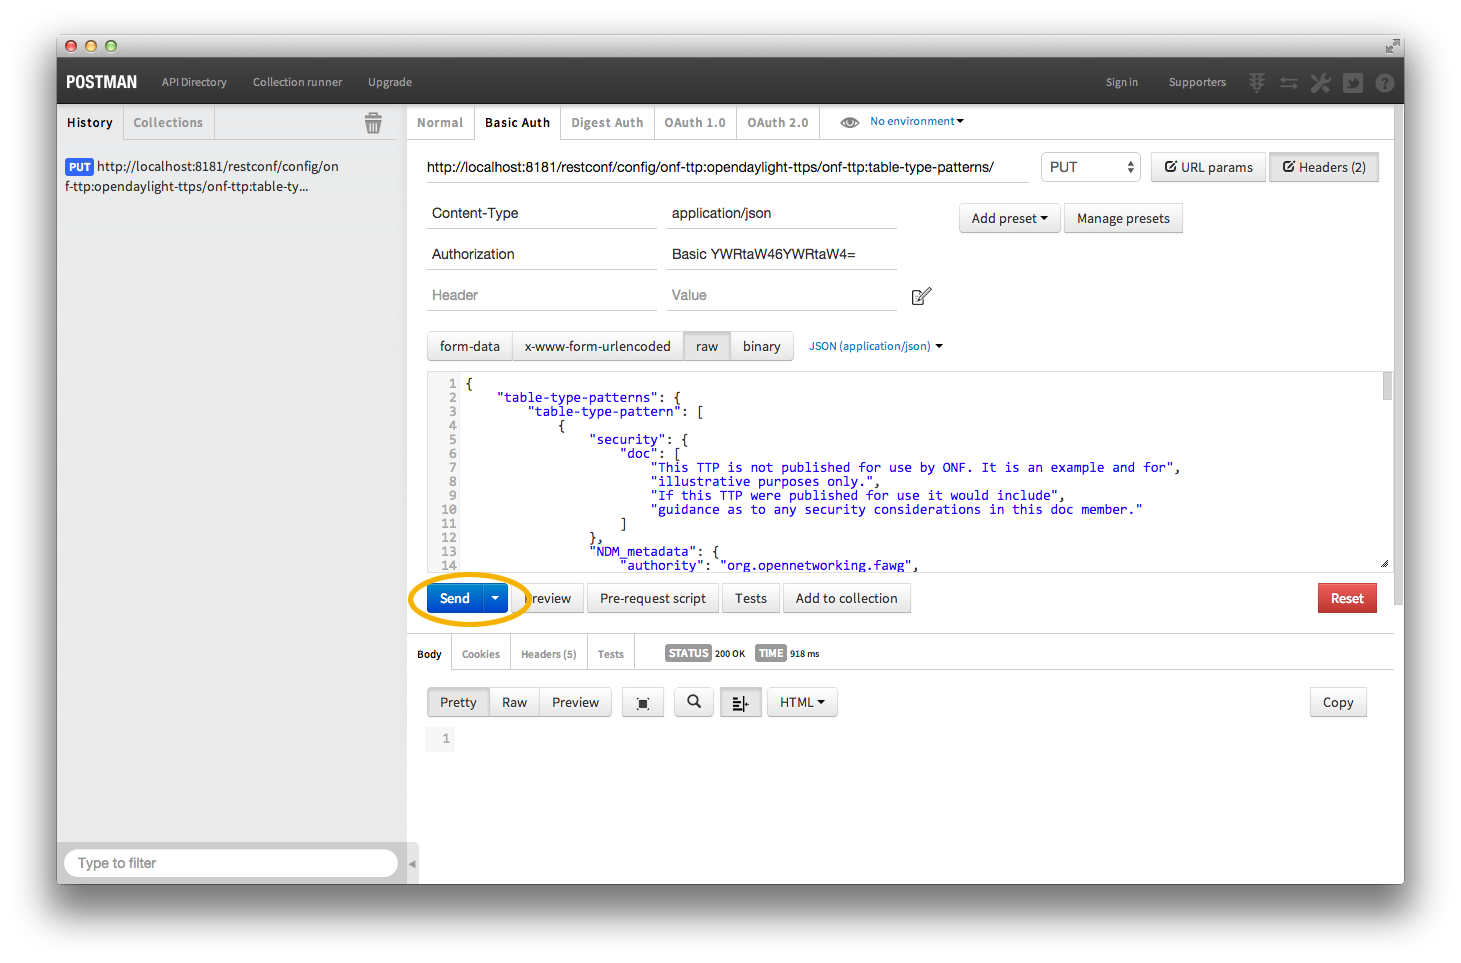 POSTMAN API Directory Collection runner Upgrade Sign in Supporters
History Collections
Normal Basic Auth Digest Auth OAuth 1.0 OAuth 2.0 No environment
PUT http://localhost:8181/restconf/config/on
f-ttp:opendaylight-ttps/onf-ttp:table-ty...
http://localhost:8181/restconf/config/onf-ttp:opendaylight-ttps/onf-ttp:table-type-patterns/ PUT URL params Headers (2)
Content-Type application/json Add preset Manage presets
Authorization Basic YWRtaW46YWRtaW4=
Header Value
form-data x-www-form-urlencoded raw binary JSON (application/json)
1 {
2 "table-type-patterns": {
3 "table-type-pattern": [
4 {
5 "security": {
6 "doc": [
7 "This TTP is not published for use by ONF. It is an example and for",
8 "illustrative purposes only.",
9 "If this TTP were published for use it would include",
10 "guidance as to any security considerations in this doc member."
11 ]
12 },
13 "NDM_metadata": {
14 "authority": "org.opennetworking.fawg",
Send review Pre-request script Tests Add to collection Reset
Body Cookies Headers (5) Tests STATUS 200 OK TIME 918 ms
Pretty Raw Preview HTML Copy
1
Type to filter